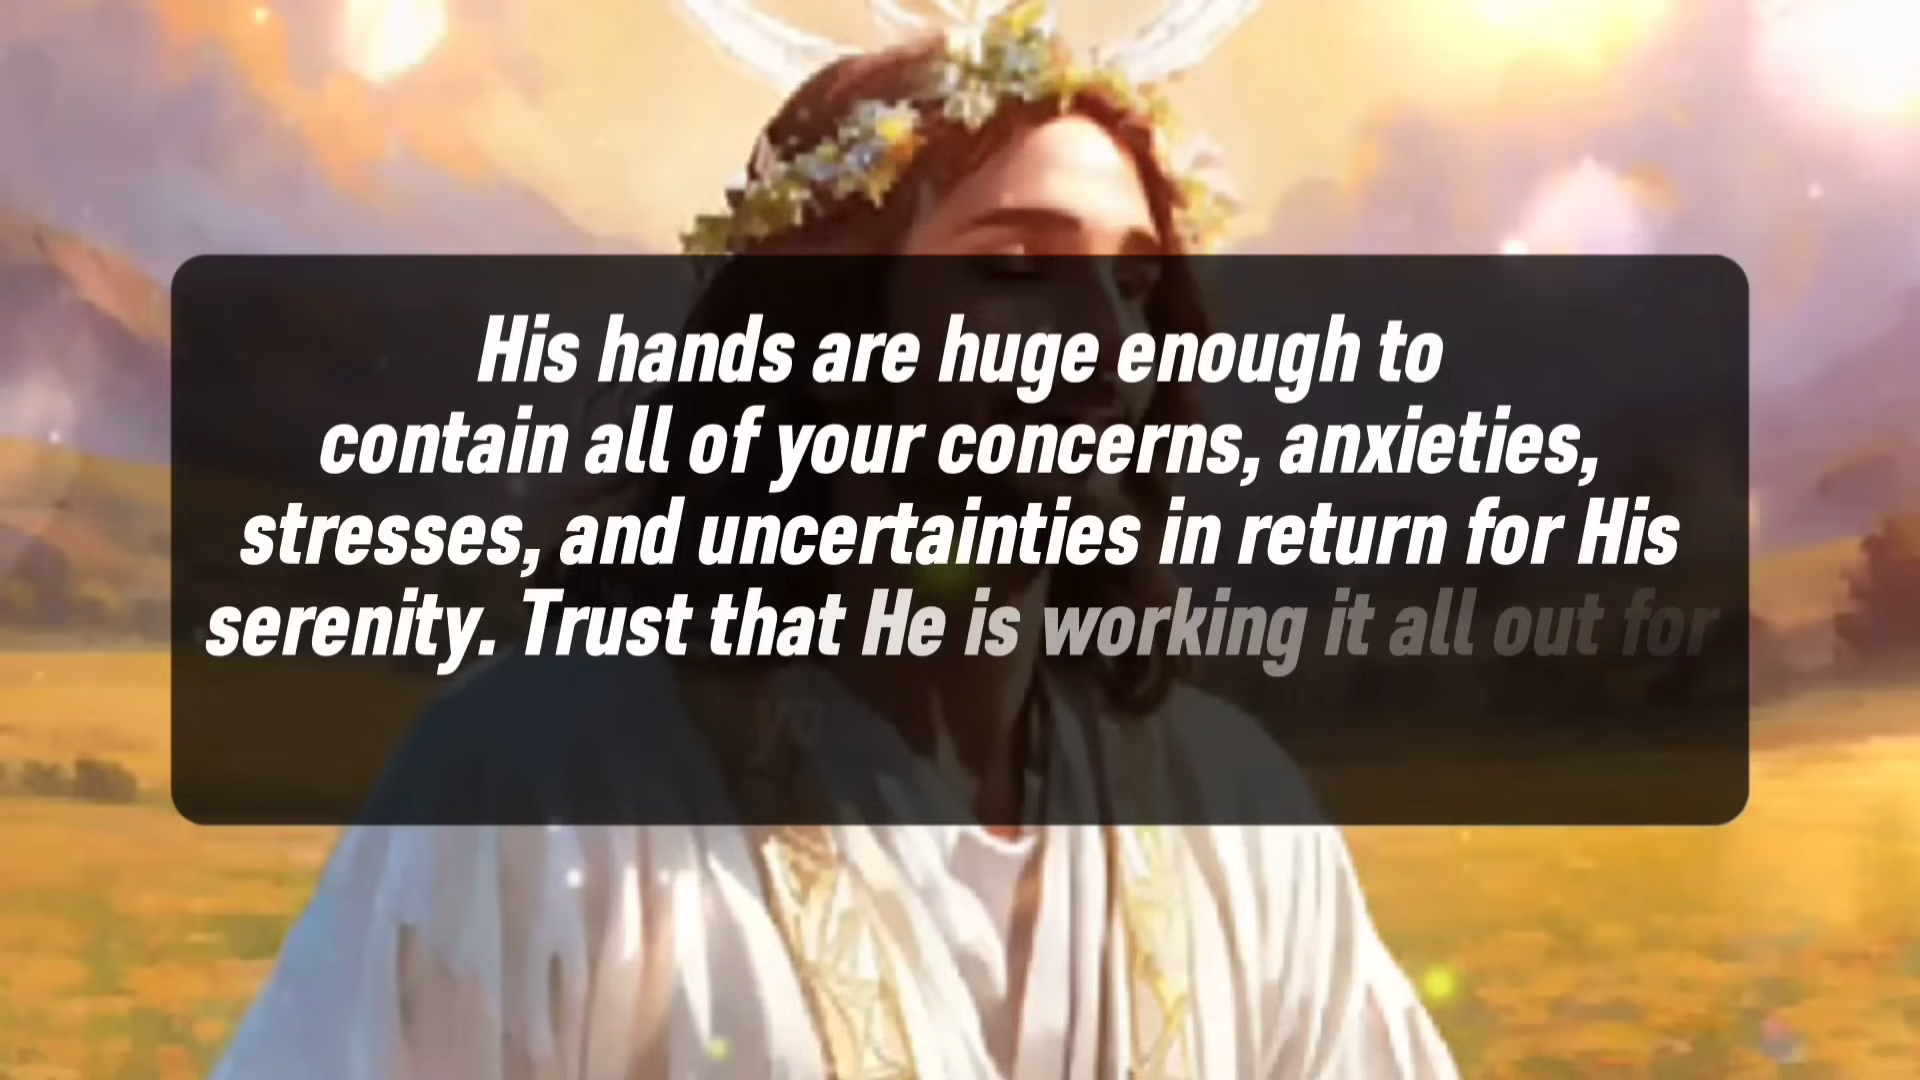 His hands are huge enough to
contain all of your concerns, anxieties,
stresses, and uncertainties in return for His
serenity. Trust that He is working it all out for
yo